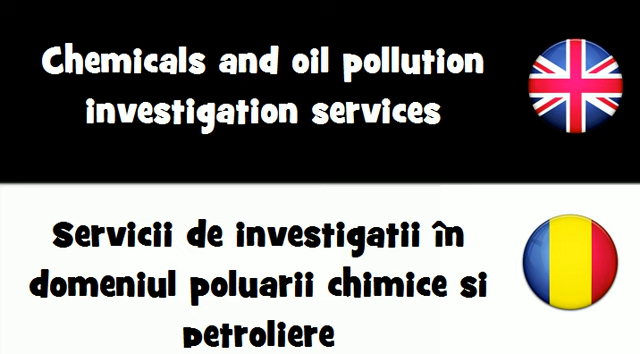 Chemicals and oil pollution
investigation services
Servicii de investigatii în
domeniul poluarii chimice si
petroliere